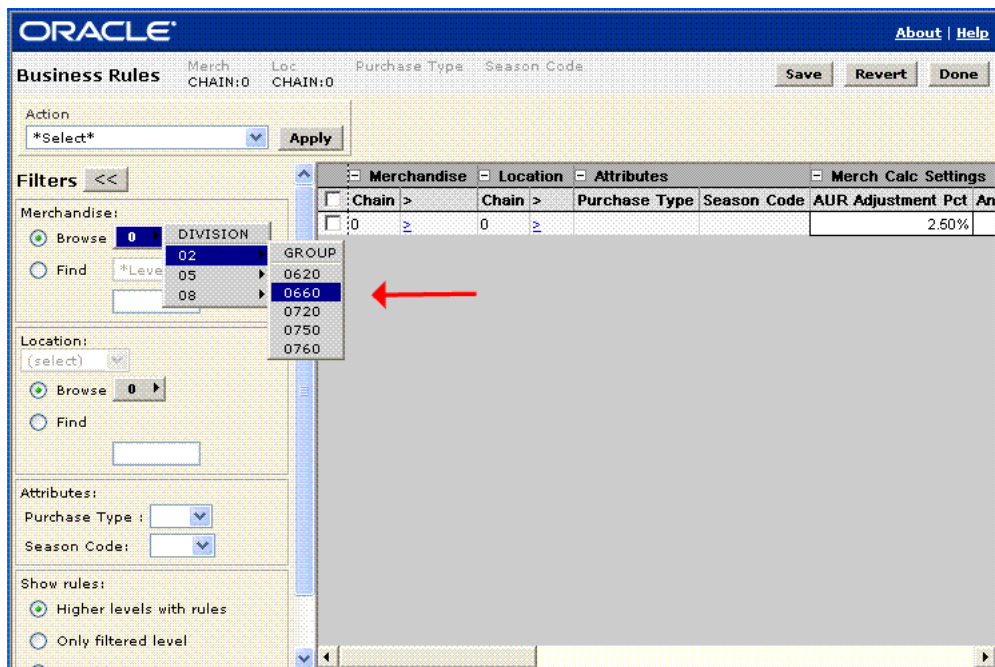 ORACLE
About | Help
Business Rules
Merch
CHAIN:0
Loc
CHAIN:0
Purchase Type
Season Code
Save
Revert
Done
Action
*Select*
Apply
Filters <<
Merchandise:
Browse 0
Find *Leve
DIVISION
02
05
08
GROUP
0620
0660
0720
0750
0760
Location:
(select)
Browse 0
Find
Attributes:
Purchase Type :
Season Code:
Show rules:
Higher levels with rules
Only filtered level
Merchandise Location Attributes Merch Calc Settings
Chain > Chain > Purchase Type Season Code AUR Adjustment Pct An
0 > 0 > 2.50%